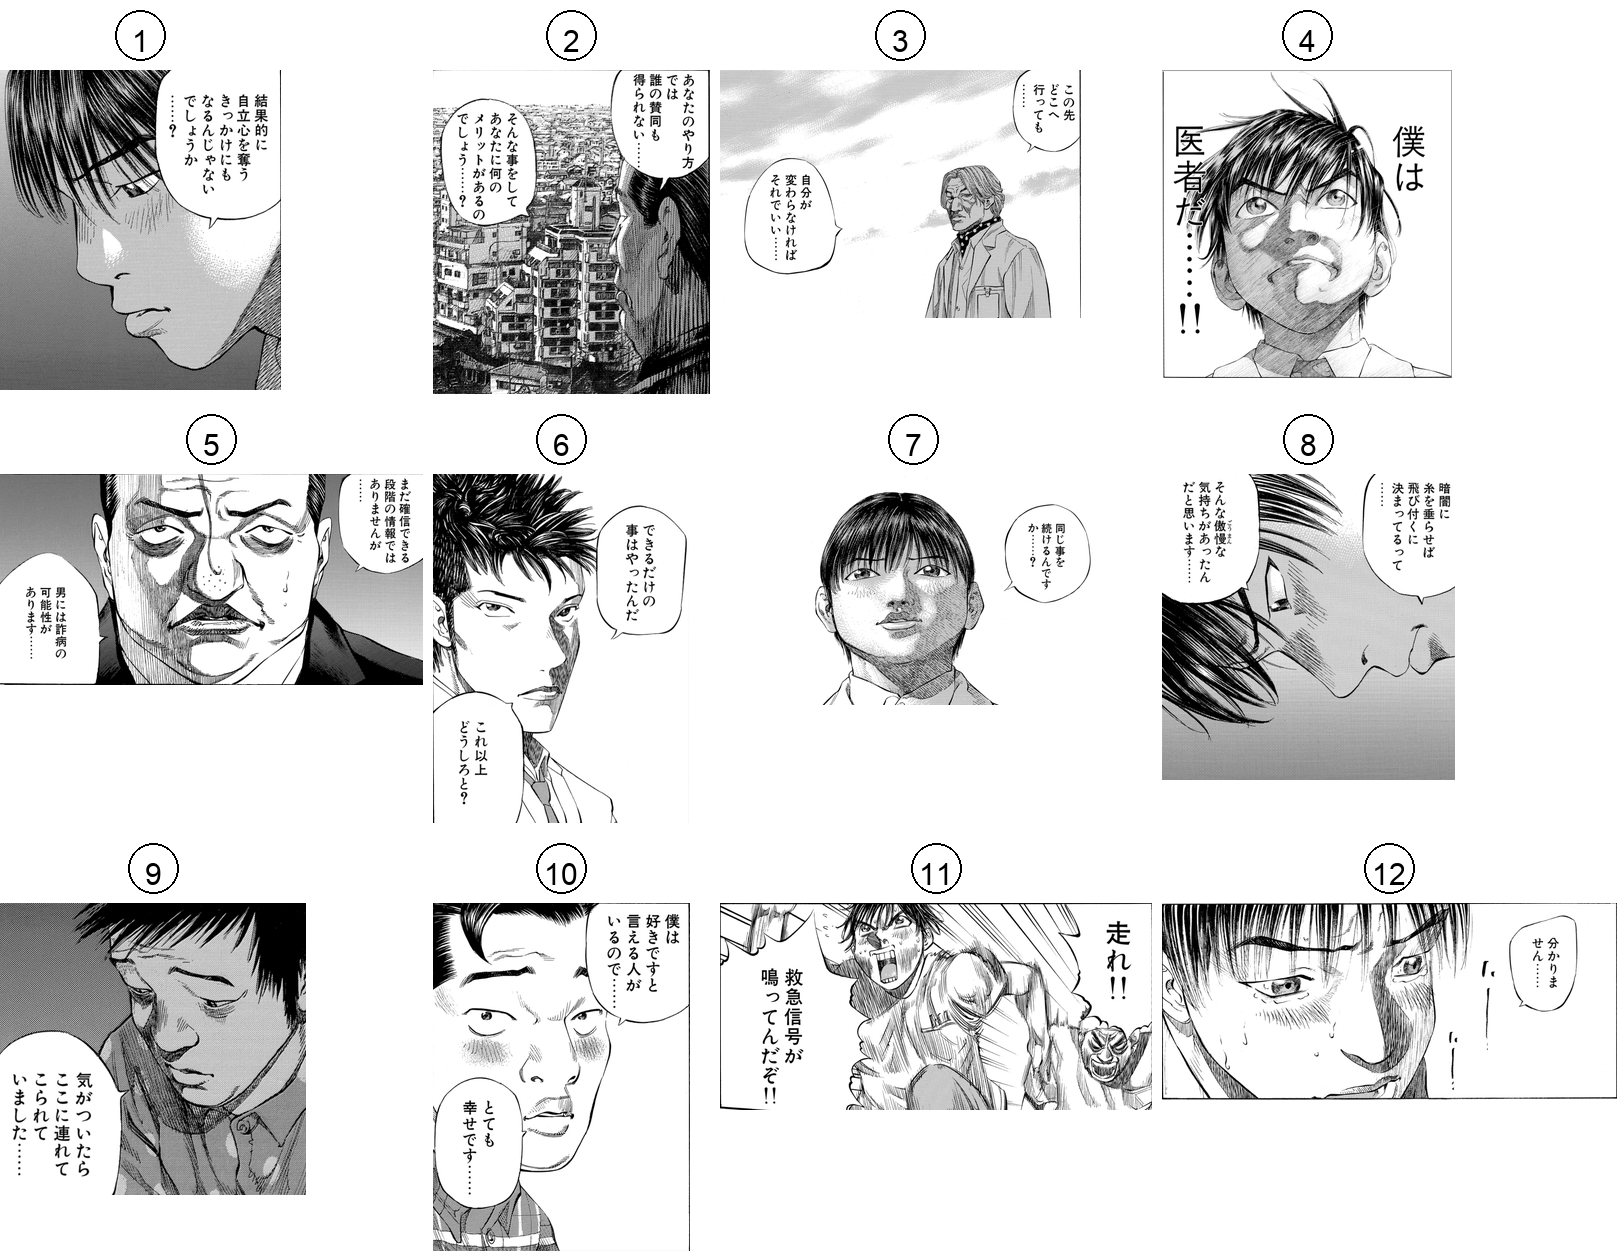 1
結果的に
自立心を奪う
きっかけにも
なるんじゃない
でしょうか
……?
2
あなたのやり方
では
誰の賛同も
得られない……
そんな事をして
あなたに何の
メリットがあるの
でしょう……?
3
この先
どこへ
行っても
……
自分が
変わらなければ
それでいい……
4
僕は
医者だ……!!
5
まだ確信できる
段階の情報では
ありませんが
……
男には詐病の
可能性が
あります……
6
できるだけの
事はやったんだ
これ以上
どうしろと?
7
同じ事を
続けるんです
か……?
8
暗闇に
糸を垂らせば
飛び付くに
決まってるって
……
そんな傲慢な
ごうまん
気持ちがあったん
だと思います……
9
気がついたら
ここに連れて
こられて
いました……
10
僕は
好きですと
言える人が
いるので……
とても
幸せです……
11
走れ!!
救急信号が
鳴ってんだぞ!!
12
分かりま
せん……